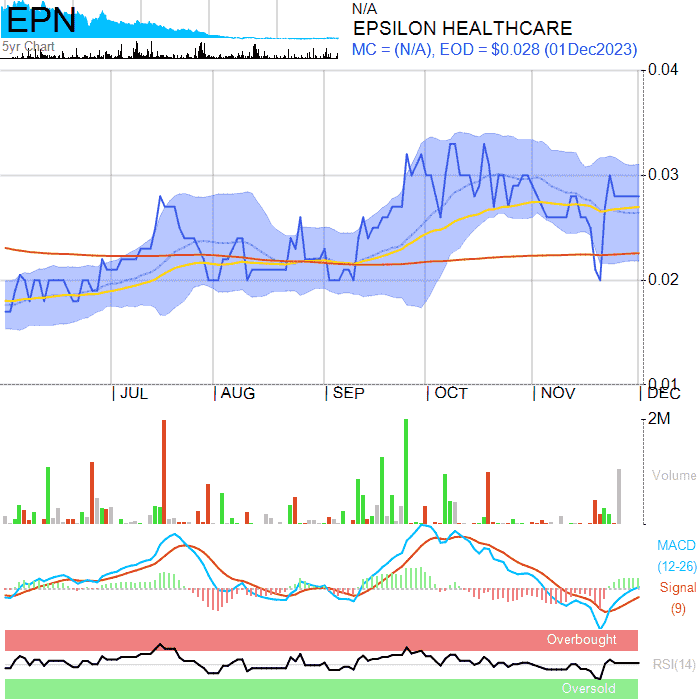 EPN
5yr Chart
N/A
EPSILON HEALTHCARE
MC = (N/A), EOD = $0.028 (01Dec2023)
0.04
0.03
0.02
0.01
JUL AUG SEP OCT NOV DEC
2M
Volume
MACD
(12-26)
Signal
(9)
Overbought
RSI(14)
Oversold